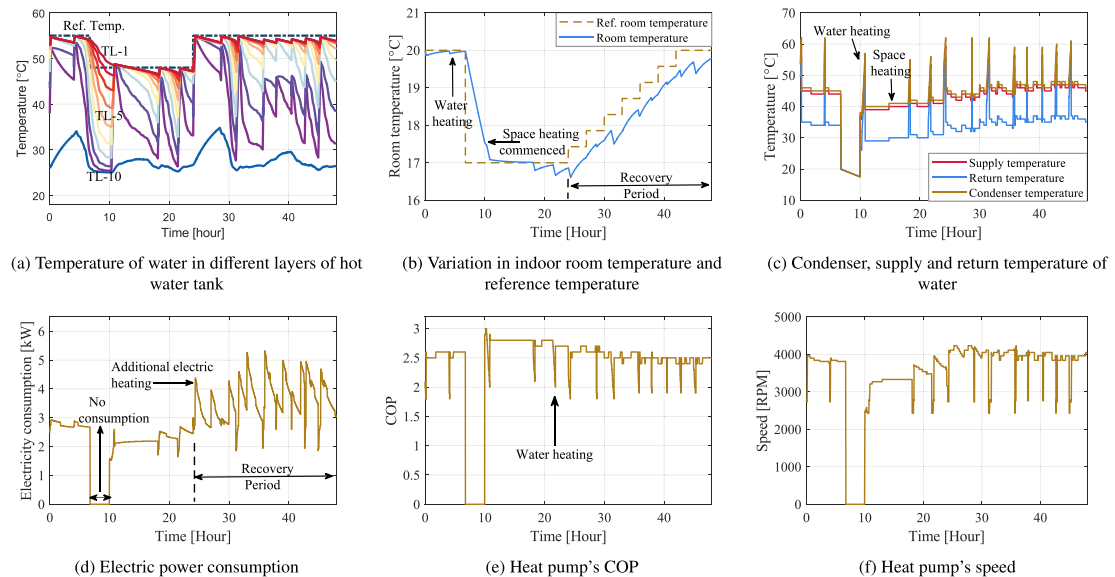 Ref. Temp.
TL-1
TL-5
TL-10
60
50
40
30
20
0 10 20 30 40
Temperature [°C]
Time [hour]
(a) Temperature of water in different layers of hot
water tank
Ref. room temperature
Room temperature
Water
heating
Space heating
commenced
Recovery
Period
21
20
19
18
17
16
0 10 20 30 40
Room temperature [°C]
Time [Hour]
(b) Variation in indoor room temperature and
reference temperature
Water heating
Space
heating
Supply temperature
Return temperature
Condenser temperature
70
60
50
40
30
20
10
0 10 20 30 40
Temperature [°C]
Time [Hour]
(c) Condenser, supply and return temperature of
water
Additional electric
heating
No
consumption
Recovery
Period
6
5
4
3
2
1
0
0 10 20 30 40
Electricity consumption [kW]
Time [Hour]
(d) Electric power consumption
Water heating
3
2.5
2
1.5
1
0.5
0
0 10 20 30 40
COP
Time [Hour]
(e) Heat pump's COP
5000
4000
3000
2000
1000
0
0 10 20 30 40
Speed [RPM]
Time [Hour]
(f) Heat pump's speed